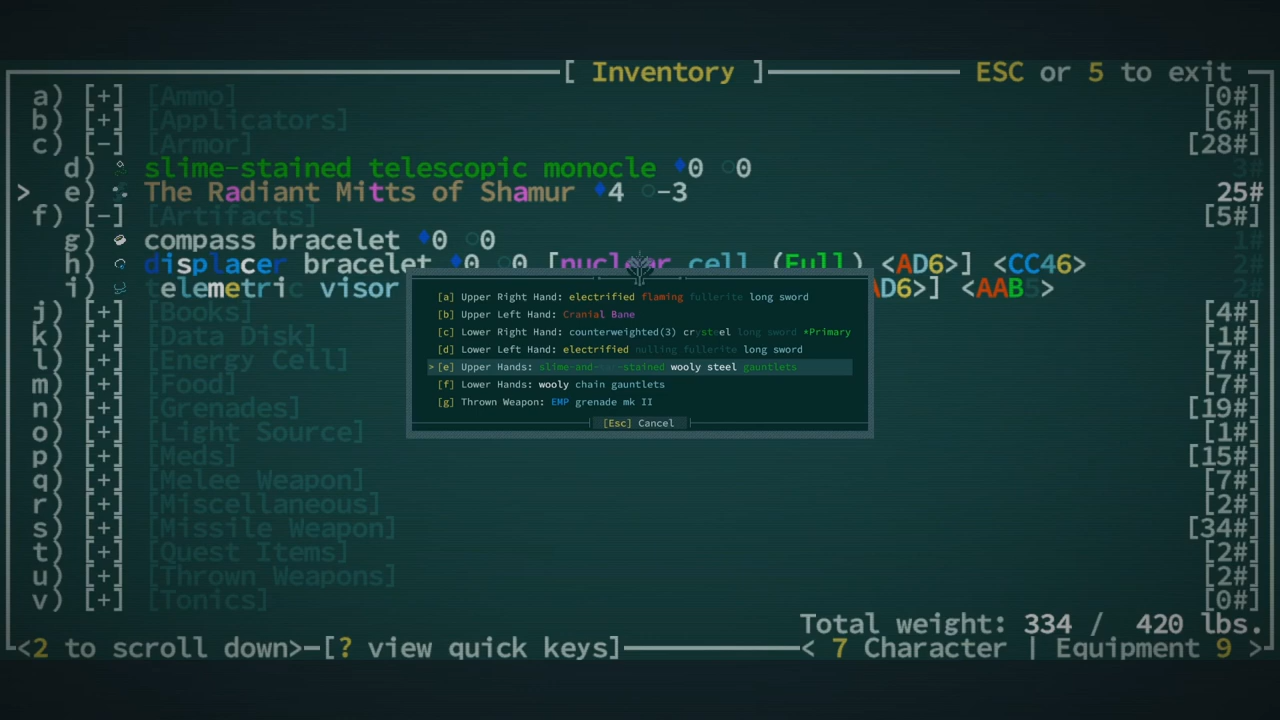 [ Inventory ] ESC or 5 to exit
a) [+] [Ammo] [0#]
b) [+] [Applicators] [6#]
c) [-] [Armor] [28#]
d) slime-stained telescopic monocle ♦0 ○0 3#
> e) The Radiant Mitts of Shamur ♦4 ○-3 25#
f) [-] [Artifacts] [5#]
g) compass bracelet ♦0 ○0 1#
h) displacer bracelet ♦0 ○0 [nuclear cell (Full) <AD6>] <CC46> 2#
i) telemetric visor AD6>] <AAB5> 2#
j) [+] [Books] [4#]
k) [+] [Data Disk] [1#]
l) [+] [Energy Cell] [7#]
m) [+] [Food] [7#]
n) [+] [Grenades] [19#]
o) [+] [Light Source] [1#]
p) [+] [Meds] [15#]
q) [+] [Melee Weapon] [7#]
r) [+] [Miscellaneous] [2#]
s) [+] [Missile Weapon] [34#]
t) [+] [Quest Items] [2#]
u) [+] [Thrown Weapons] [2#]
v) [+] [Tonics] [0#]
[a] Upper Right Hand: electrified flaming fullerite long sword
[b] Upper Left Hand: Cranial Bane
[c] Lower Right Hand: counterweighted(3) crysteel long sword *Primary
[d] Lower Left Hand: electrified nulling fullerite long sword
> [e] Upper Hands: slime-and- -stained wooly steel gauntlets
[f] Lower Hands: wooly chain gauntlets
[g] Thrown Weapon: EMP grenade mk II
[Esc] Cancel
Total weight: 334 / 420 lbs.
<2 to scroll down> [? view quick keys] < 7 Character | Equipment 9 >